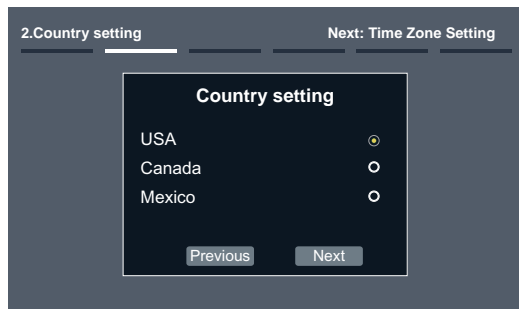 2.Country setting
Next: Time Zone Setting
Country setting
USA
Canada
Mexico
Previous
Next